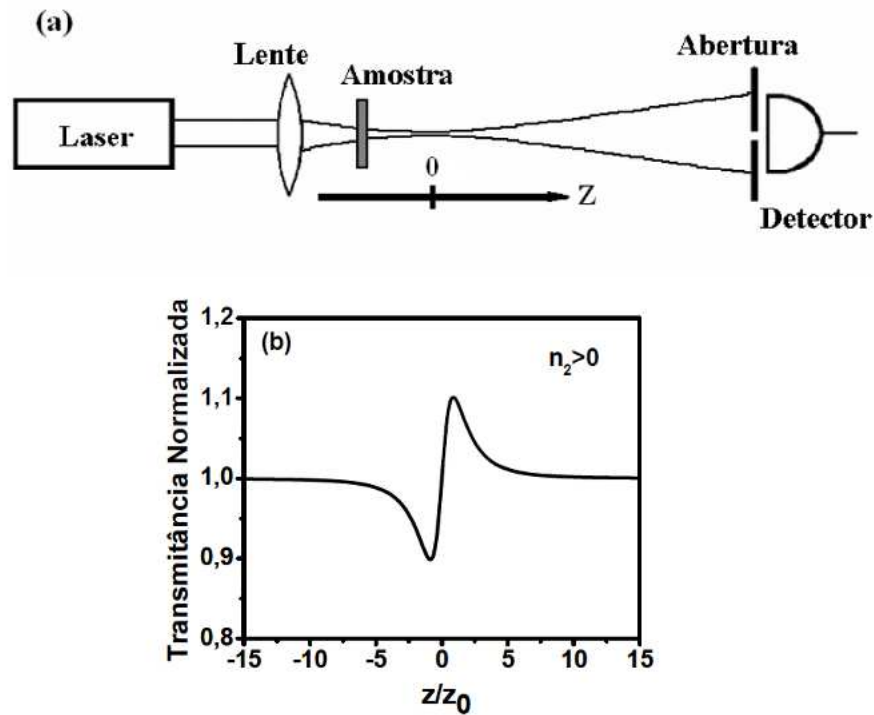 (a)
Lente
Amostra
Abertura
Laser
0
Z
Detector
Transmitância Normalizada
1,2
1,1
1,0
0,9
0,8
(b)
n₂>0
-15 -10 -5 0 5 10 15
z/z₀